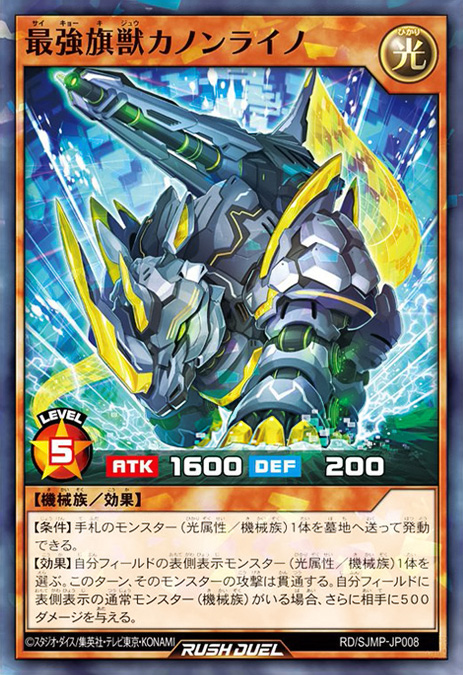 サイ キョー キ ジュウ
最強旗獣カノンライノ
ひかり
光
LEVEL
5
ATK 1600 DEF 200
【機械族/効果】
【条件】手札のモンスター(光属性/機械族)1体を墓地へ送って発動
できる。
【効果】自分フィールドの表側表示モンスター(光属性/機械族)1体を
選ぶ。このターン、そのモンスターの攻撃は貫通する。自分フィールドに
表側表示の通常モンスター(機械族)がいる場合、さらに相手に500
ダメージを与える。
©スタジオ・ダイス/集英社・テレビ東京・KONAMI
RUSH DUEL
RD/SJMP-JP008